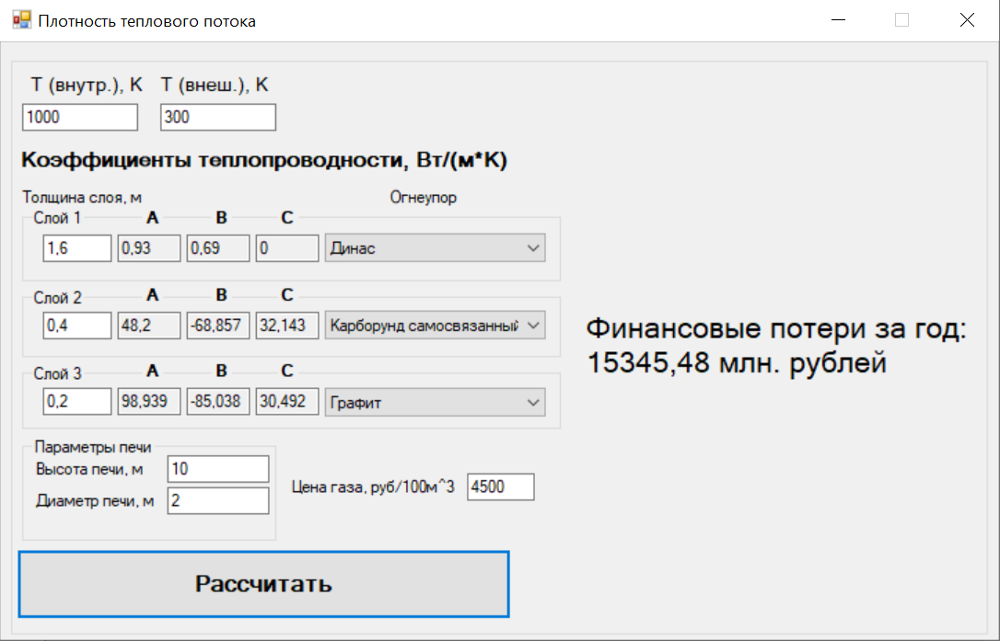 Плотность теплового потока
T (внутр.), К T (внеш.), К
1000 300
Коэффициенты теплопроводности, Вт/(м*К)
Толщина слоя, м Огнеупор
Слой 1 A B C
1,6 0,93 0,69 0 Динас
Слой 2 A B C
0,4 48,2 -68,857 32,143 Карборунд самосвязанный
Слой 3 A B C
0,2 98,939 -85,038 30,492 Графит
Финансовые потери за год:
15345,48 млн. рублей
Параметры печи
Высота печи, м 10
Диаметр печи, м 2
Цена газа, руб/100м^3 4500
Рассчитать